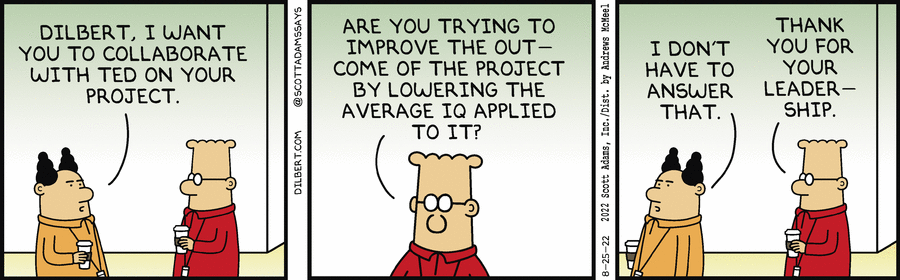 DILBERT, I WANT
YOU TO COLLABORATE
WITH TED ON YOUR
PROJECT.
DILBERT.COM @SCOTTADAMSSAYS
ARE YOU TRYING TO
IMPROVE THE OUT—
COME OF THE PROJECT
BY LOWERING THE
AVERAGE IQ APPLIED
TO IT?
8-25-22 2022 Scott Adams, Inc./Dist. by Andrews McMeel
I DON'T
HAVE TO
ANSWER
THAT.
THANK
YOU FOR
YOUR
LEADER—
SHIP.